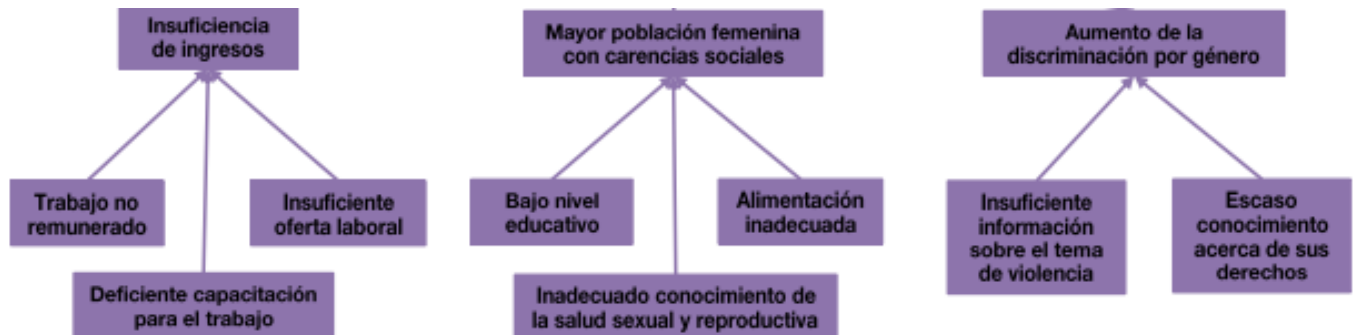 Insuficiencia
de ingresos
Mayor población femenina
con carencias sociales
Aumento de la
discriminación por género
Trabajo no
remunerado
Insuficiente
oferta laboral
Deficiente capacitación
para el trabajo
Bajo nivel
educativo
Alimentación
inadecuada
Inadecuado conocimiento de
la salud sexual y reproductiva
Insuficiente
información
sobre el tema
de violencia
Escaso
conocimiento
acerca de sus
derechos